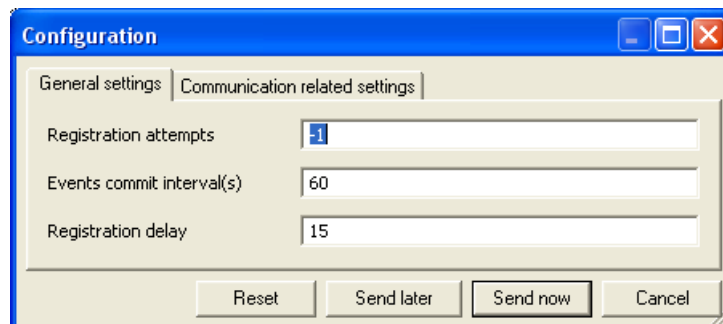 Configuration
General settings Communication related settings
Registration attempts -1
Events commit interval(s) 60
Registration delay 15
Reset Send later Send now Cancel